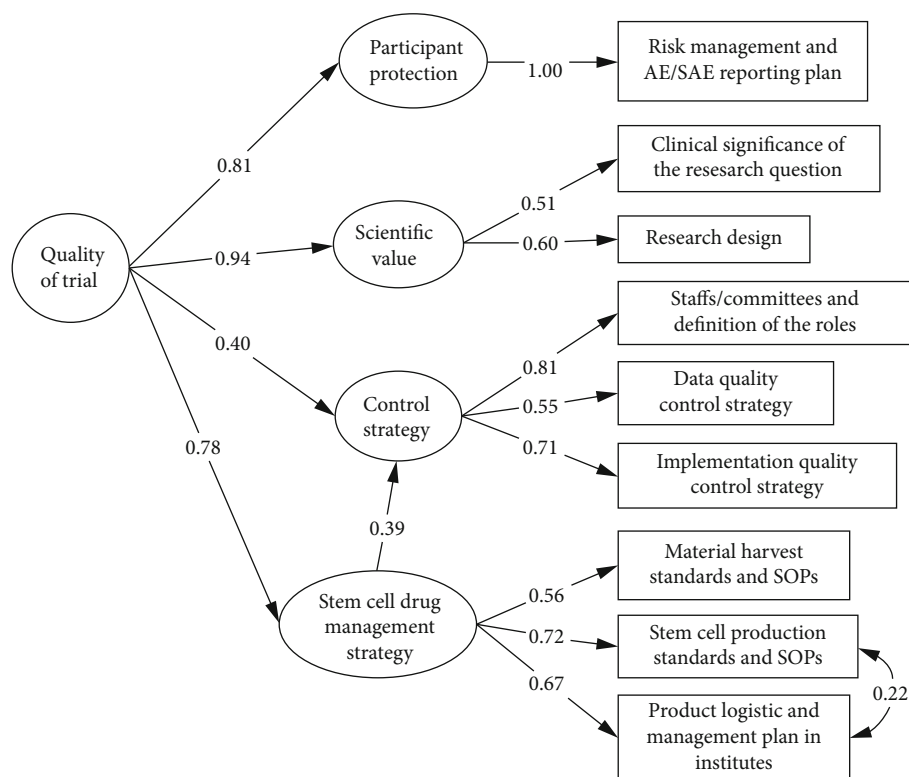 Participant
protection
1.00
Risk management and
AE/SAE reporting plan
0.81
Clinical significance of
the resesarch question
0.51
Quality
of trial
0.94
Scientific
value
0.60
Research design
0.40
Staffs/committees and
definition of the roles
0.81
Control
strategy
0.55
Data quality
control strategy
0.71
Implementation quality
control strategy
0.78
0.39
Material harvest
standards and SOPs
0.56
Stem cell drug
management
strategy
0.72
Stem cell production
standards and SOPs
0.67
0.22
Product logistic and
management plan in
institutes